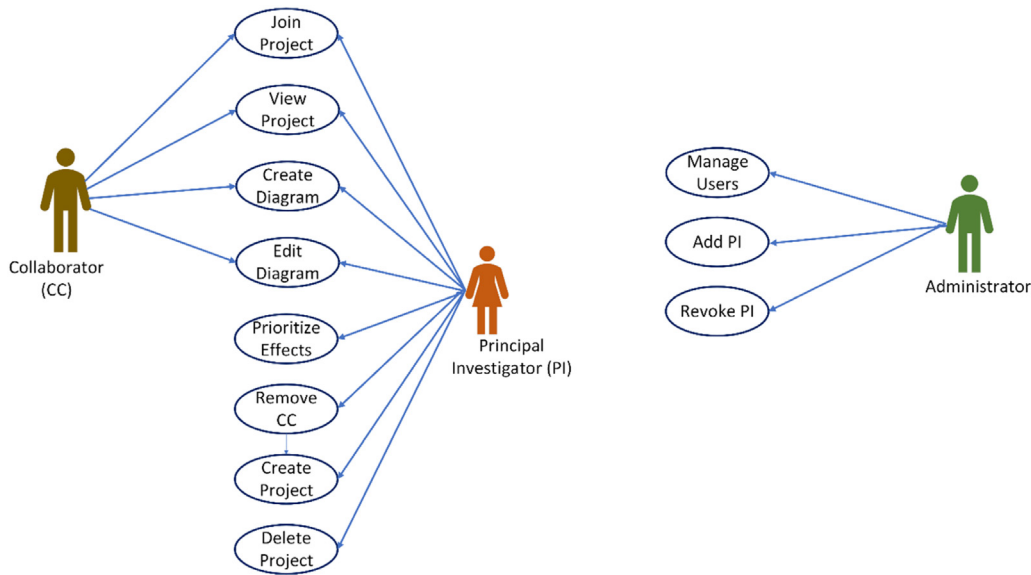 Join
Project
View
Project
Create
Diagram
Edit
Diagram
Prioritize
Effects
Remove
CC
Create
Project
Delete
Project
Collaborator
(CC)
Principal
Investigator (PI)
Manage
Users
Add PI
Revoke PI
Administrator